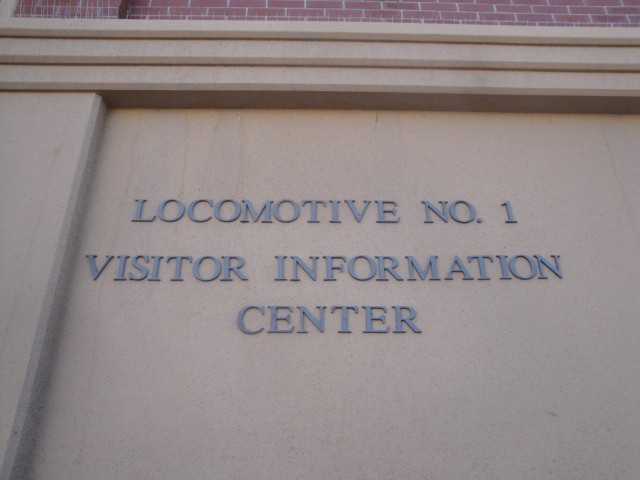 LOCOMOTIVE NO. 1
VISITOR INFORMATION
CENTER